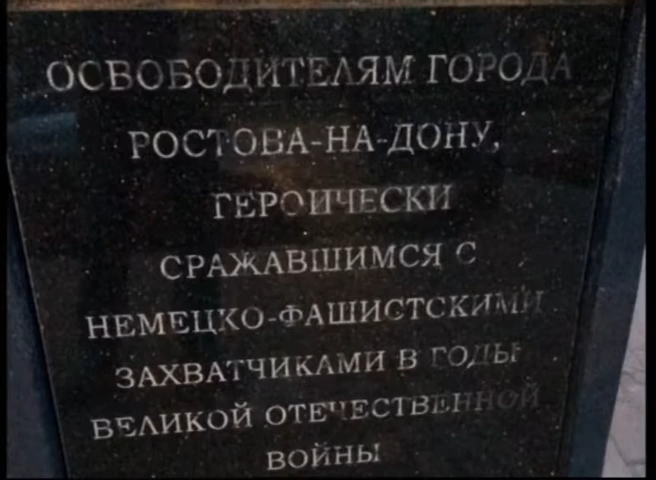 ОСВОБОДИТЕЛЯМ ГОРОДА
РОСТОВА-НА-ДОНУ,
ГЕРОИЧЕСКИ
СРАЖАВШИМСЯ С
НЕМЕЦКО-ФАШИСТСКИМИ
ЗАХВАТЧИКАМИ В ГОДЫ
ВЕЛИКОЙ ОТЕЧЕСТВЕННОЙ
ВОЙНЫ